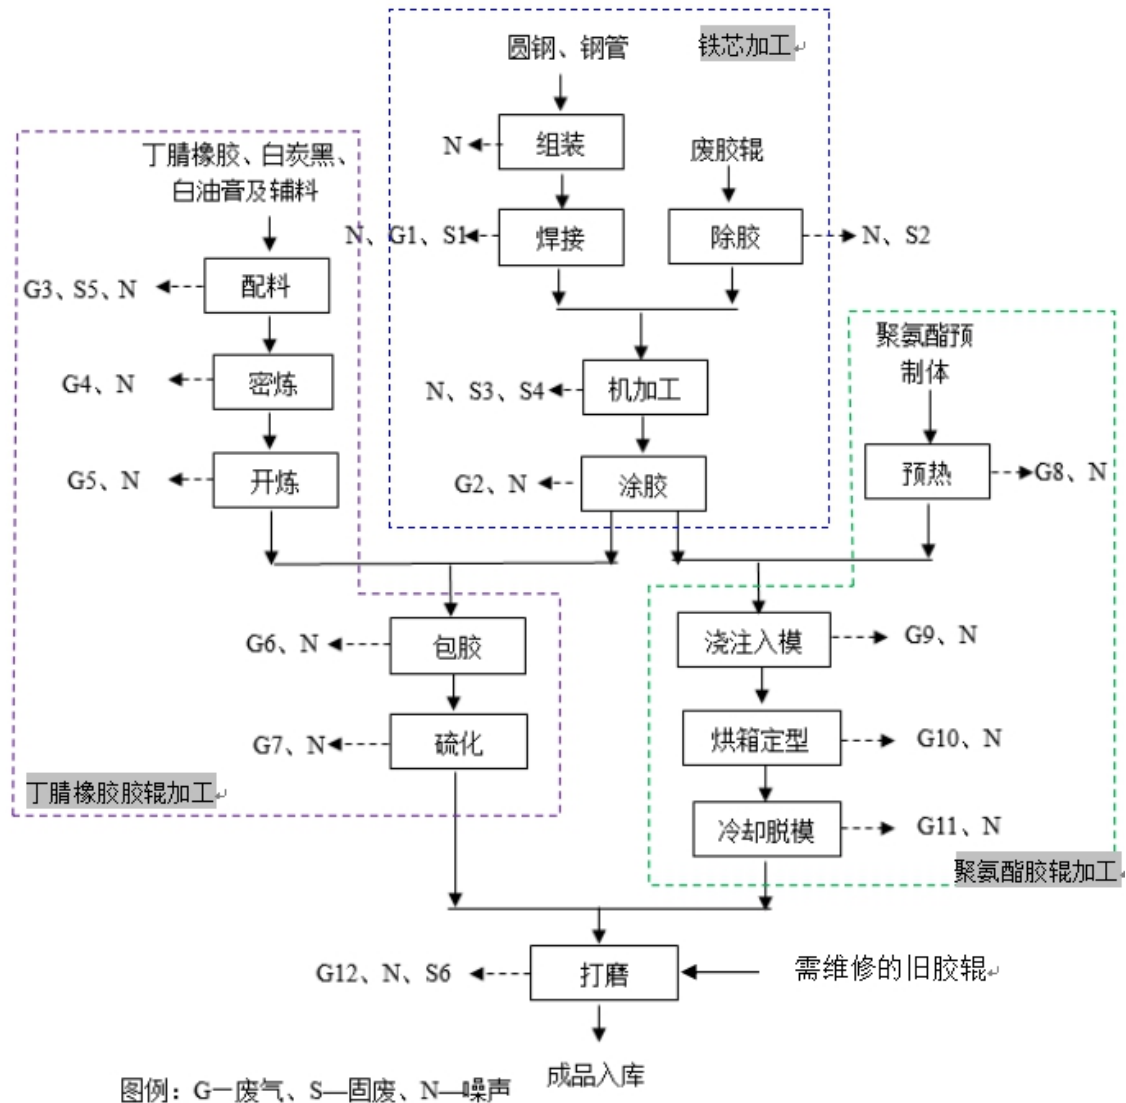 圆钢、钢管
铁芯加工
组装
N
废胶辊
焊接
N、G1、S1
除胶
N、S2
机加工
N、S3、S4
涂胶
G2、N
丁腈橡胶、白炭黑、
白油膏及辅料
配料
G3、S5、N
密炼
G4、N
开炼
G5、N
包胶
G6、N
硫化
G7、N
丁腈橡胶胶辊加工
聚氨酯预
制体
预热
G8、N
浇注入模
G9、N
烘箱定型
G10、N
冷却脱模
G11、N
聚氨酯胶辊加工
打磨
G12、N、S6
需维修的旧胶辊
成品入库
图例：G—废气、S—固废、N—噪声